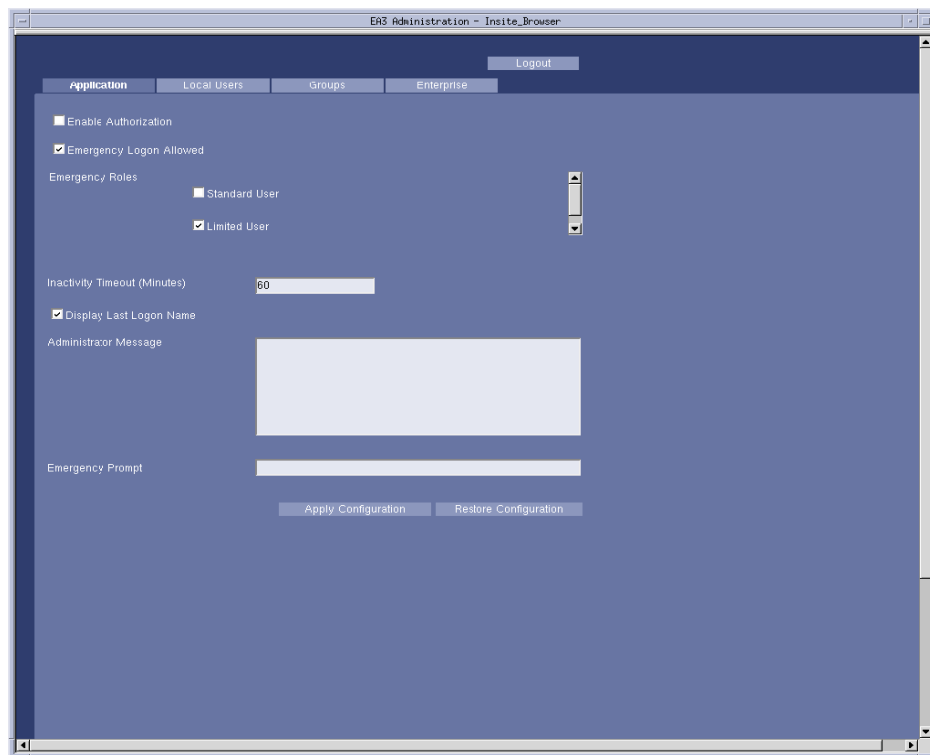 EA3 Administration - Insite_Browser
Logout
Application Local Users Groups Enterprise
Enable Authorization
Emergency Logon Allowed
Emergency Roles
Standard User
Limited User
Inactivity Timeout (Minutes) 60
Display Last Logon Name
Administrator Message
Emergency Prompt
Apply Configuration Restore Configuration